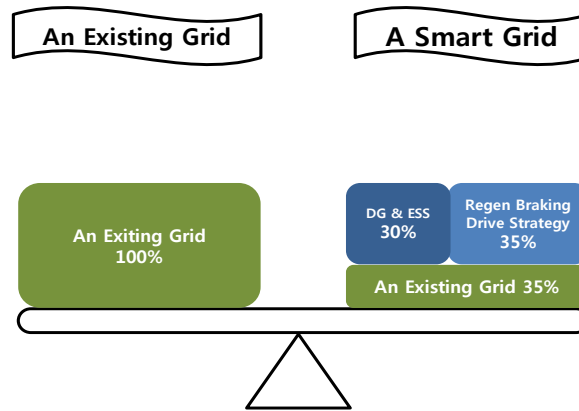 An Existing Grid
A Smart Grid
An Exiting Grid
100%
DG & ESS
30%
Regen Braking
Drive Strategy
35%
An Existing Grid 35%